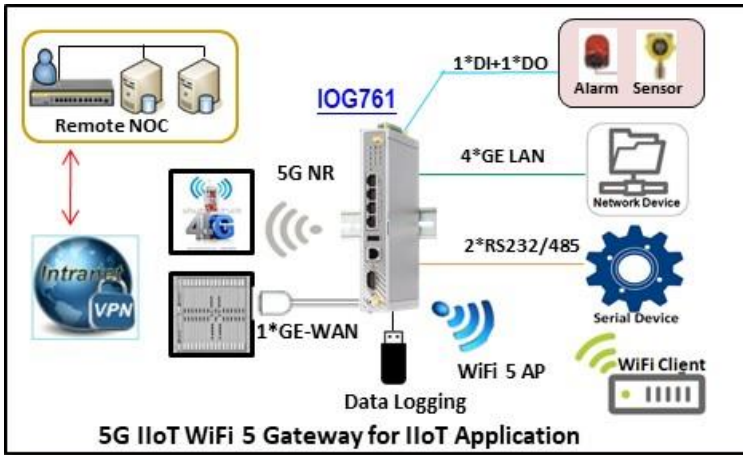 Remote NOC
IOG761
1*DI+1*DO
Alarm
Sensor
5G NR
4G
4*GE LAN
Network Device
Intranet
VPN
2*RS232/485
Serial Device
1*GE-WAN
WiFi 5 AP
WiFi Client
Data Logging
5G IIoT WiFi 5 Gateway for IIoT Application